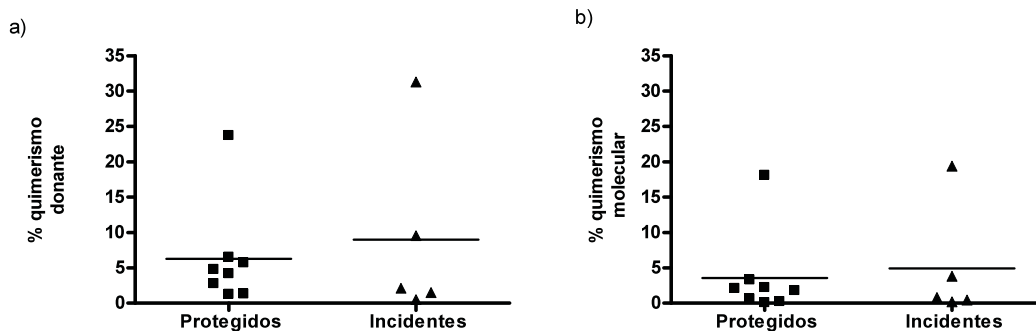 a)
% quimerismo
donante
35
30
25
20
15
10
5
0
Protegidos
Incidentes
b)
% quimerismo
molecular
35
30
25
20
15
10
5
0
Protegidos
Incidentes